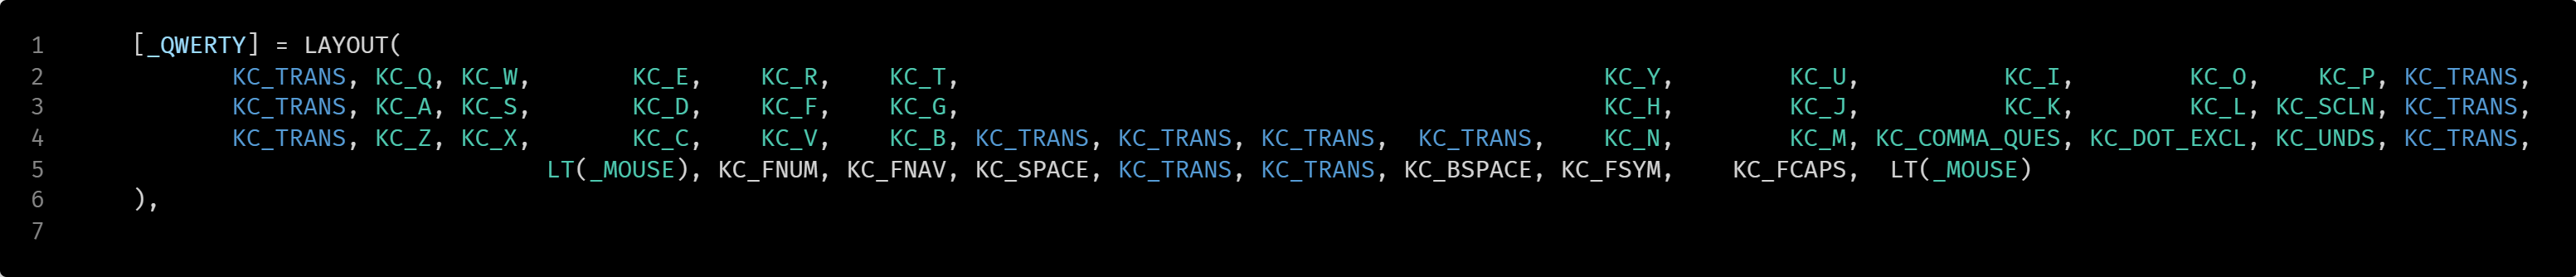 1 [_QWERTY] = LAYOUT(
2 KC_TRANS, KC_Q, KC_W, KC_E, KC_R, KC_T, KC_Y, KC_U, KC_I, KC_O, KC_P, KC_TRANS,
3 KC_TRANS, KC_A, KC_S, KC_D, KC_F, KC_G, KC_H, KC_J, KC_K, KC_L, KC_SCLN, KC_TRANS,
4 KC_TRANS, KC_Z, KC_X, KC_C, KC_V, KC_B, KC_TRANS, KC_TRANS, KC_TRANS, KC_TRANS, KC_N, KC_M, KC_COMMA_QUES, KC_DOT_EXCL, KC_UNDS, KC_TRANS,
5 LT(_MOUSE), KC_FNUM, KC_FNAV, KC_SPACE, KC_TRANS, KC_TRANS, KC_BSPACE, KC_FSYM, KC_FCAPS, LT(_MOUSE)
6 ),
7